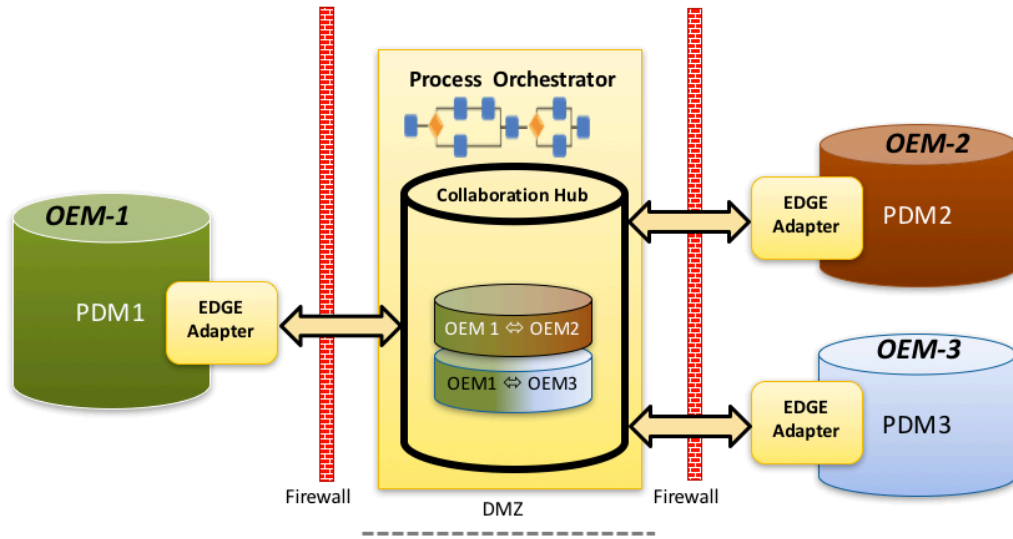 Process Orchestrator
Collaboration Hub
OEM 1 ⇔ OEM2
OEM1 ⇔ OEM3
OEM-1
PDM1
EDGE
Adapter
OEM-2
EDGE
Adapter
PDM2
OEM-3
EDGE
Adapter
PDM3
Firewall
DMZ
Firewall